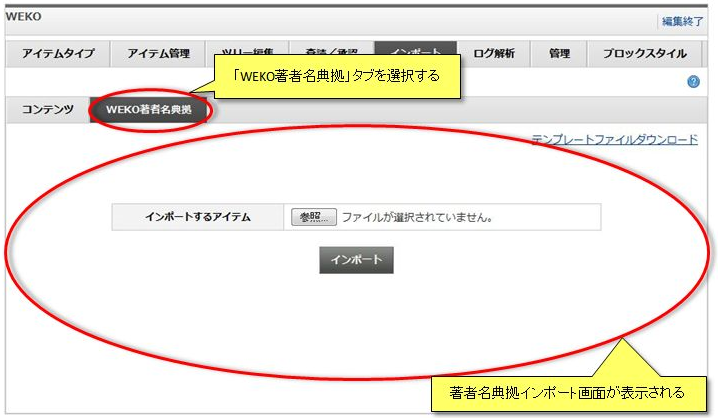 WEKO
編集終了
アイテムタイプ アイテム管理 ツリー編集 査読／承認 インポート ログ解析 管理 ブロックスタイル
「WEKO著者名典拠」タブを選択する
?
コンテンツ WEKO著者名典拠
テンプレートファイルダウンロード
インポートするアイテム 参照... ファイルが選択されていません。
インポート
著者名典拠インポート画面が表示される